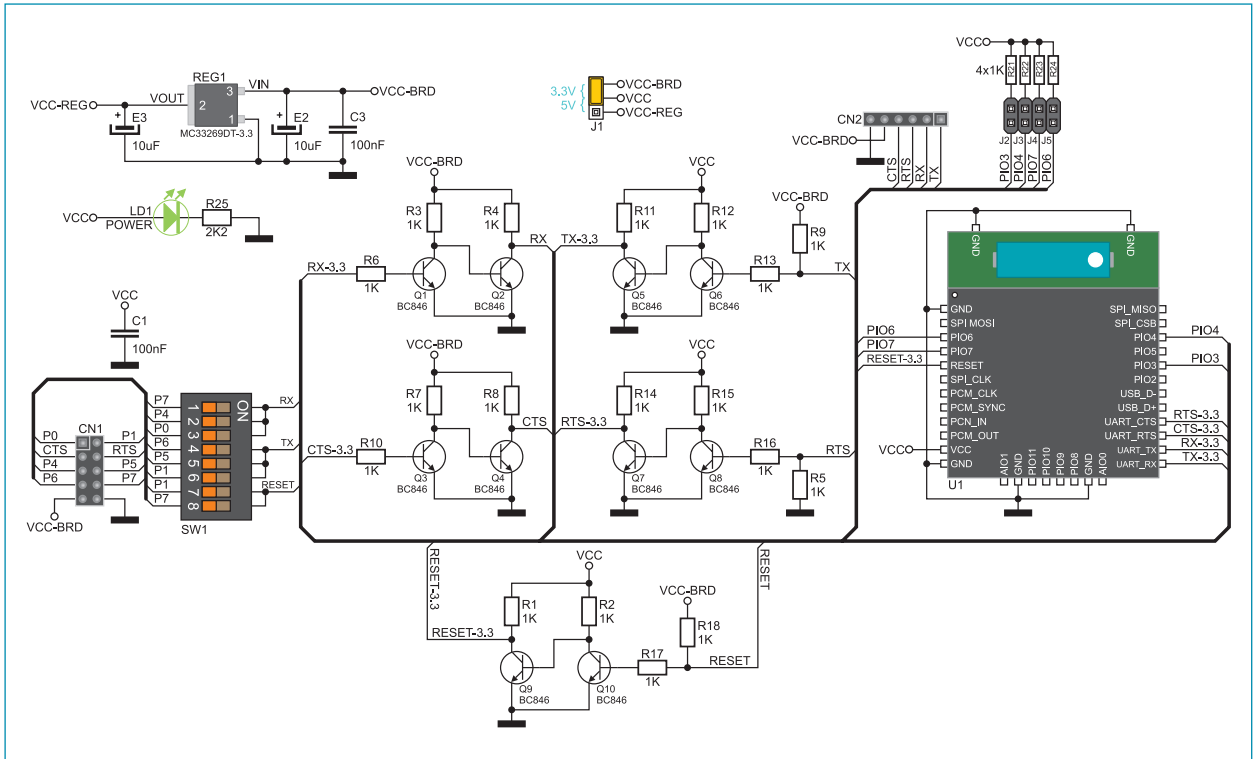 REG1
VCC-REG
VOUT
2
3
1
VIN
VCC-BRD
MC33269DT-3.3
+
E3
10uF
+
E2
10uF
C3
100nF
3.3V
5V
VCC-BRD
VCC
VCC-REG
J1
VCC
4x1K
R21
R22
R23
R24
J2
J3
J4
J5
PIO3
PIO4
PIO7
PIO6
CN2
VCC-BRD
CTS
RTS
RX
TX
VCC
LD1
POWER
R25
2K2
VCC
C1
100nF
VCC-BRD
R3
1K
R4
1K
RX-3.3
R6
1K
Q1
BC846
Q2
BC846
RX
TX-3.3
VCC
R11
1K
R12
1K
Q5
BC846
Q6
BC846
R13
1K
VCC-BRD
R9
1K
TX
VCC-BRD
R7
1K
R8
1K
CTS-3.3
R10
1K
Q3
BC846
Q4
BC846
CTS
RTS-3.3
VCC
R14
1K
R15
1K
Q7
BC846
Q8
BC846
R16
1K
RTS
R5
1K
P0
CTS
P4
P6
CN1
P1
RTS
P5
P7
VCC-BRD
P7
P4
P0
P6
P5
P1
P1
P7
1
2
3
4
5
6
7
8
ON
SW1
RX
TX
RESET
RESET-3.3
RESET
VCC
R1
1K
R2
1K
RESET-3.3
Q9
BC846
Q10
BC846
R17
1K
VCC-BRD
R18
1K
RESET
GND
GND
PIO6
PIO7
RESET-3.3
VCC
GND
SPI MOSI
PIO6
PIO7
RESET
SPI_CLK
PCM_CLK
PCM_SYNC
PCN_IN
PCM_OUT
VCC
GND
AIO1
GND
PIO11
PIO10
PIO9
PIO8
GND
AIO0
SPI_MISO
SPI_CSB
PIO4
PIO5
PIO3
PIO2
USB_D-
USB_D+
UART_CTS
UART_RTS
UART_TX
UART_RX
PIO4
PIO3
RTS-3.3
CTS-3.3
RX-3.3
TX-3.3
U1